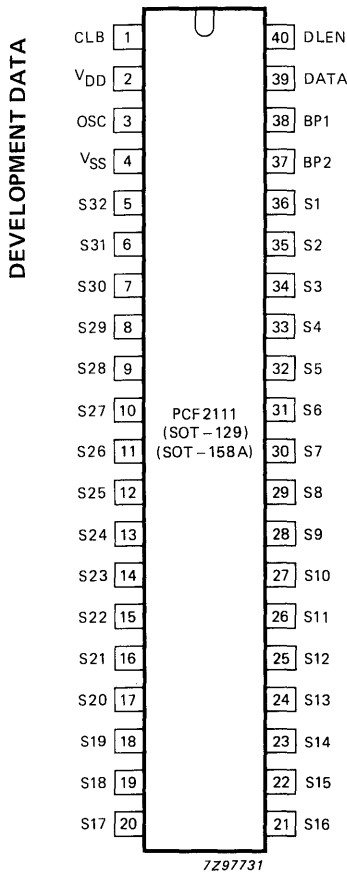 DEVELOPMENT DATA
CLB 1 40 DLEN
VDD 2 39 DATA
OSC 3 38 BP1
VSS 4 37 BP2
S32 5 36 S1
S31 6 35 S2
S30 7 34 S3
S29 8 33 S4
S28 9 32 S5
S27 10 31 S6
S26 11 30 S7
S25 12 29 S8
S24 13 28 S9
S23 14 27 S10
S22 15 26 S11
S21 16 25 S12
S20 17 24 S13
S19 18 23 S14
S18 19 22 S15
S17 20 21 S16
PCF2111
(SOT-129)
(SOT-158A)
7Z97731